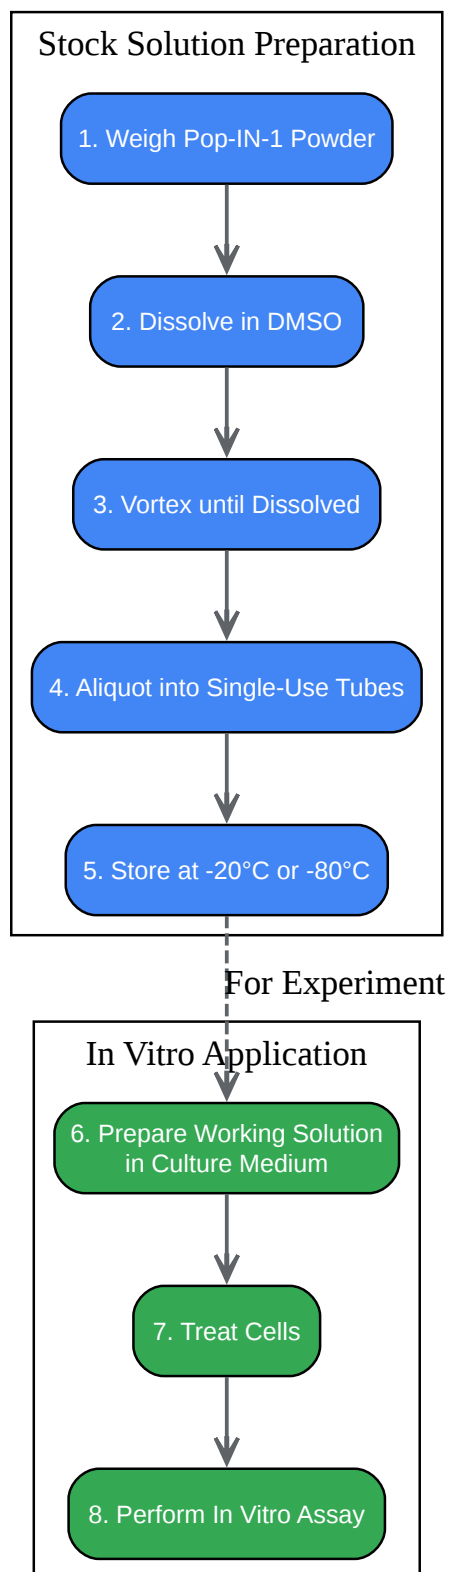 Stock Solution Preparation
1. Weigh Pop-IN-1 Powder
2. Dissolve in DMSO
3. Vortex until Dissolved
4. Aliquot into Single-Use Tubes
5. Store at -20°C or -80°C
For Experiment
In Vitro Application
6. Prepare Working Solution
in Culture Medium
7. Treat Cells
8. Perform In Vitro Assay